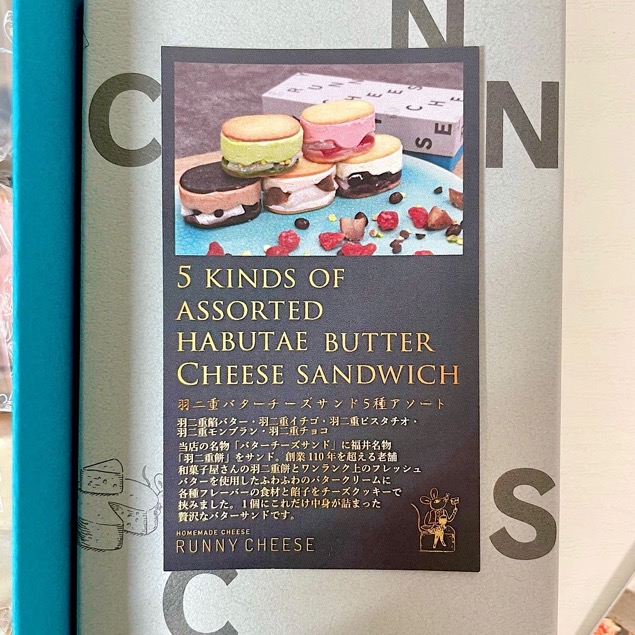 N
C
N
5 KINDS OF
ASSORTED
HABUTAE BUTTER
CHEESE SANDWICH
羽二重バターチーズサンド5種アソート
羽二重餡バター・羽二重イチゴ・羽二重ピスタチオ・
羽二重モンブラン・羽二重チョコ
当店の名物「バターチーズサンド」に福井名物
「羽二重餅」をサンド。創業110年を超える老舗
和菓子屋さんの羽二重餅とワンランク上のフレッシュ
バターを使用したふわふわのバタークリームに
各種フレーバーの食材と餡子をチーズクッキーで
挟みました。1個にこれだけ中身が詰まった
贅沢なバターサンドです。
HOMEMADE CHEESE
RUNNY CHEESE
S
C